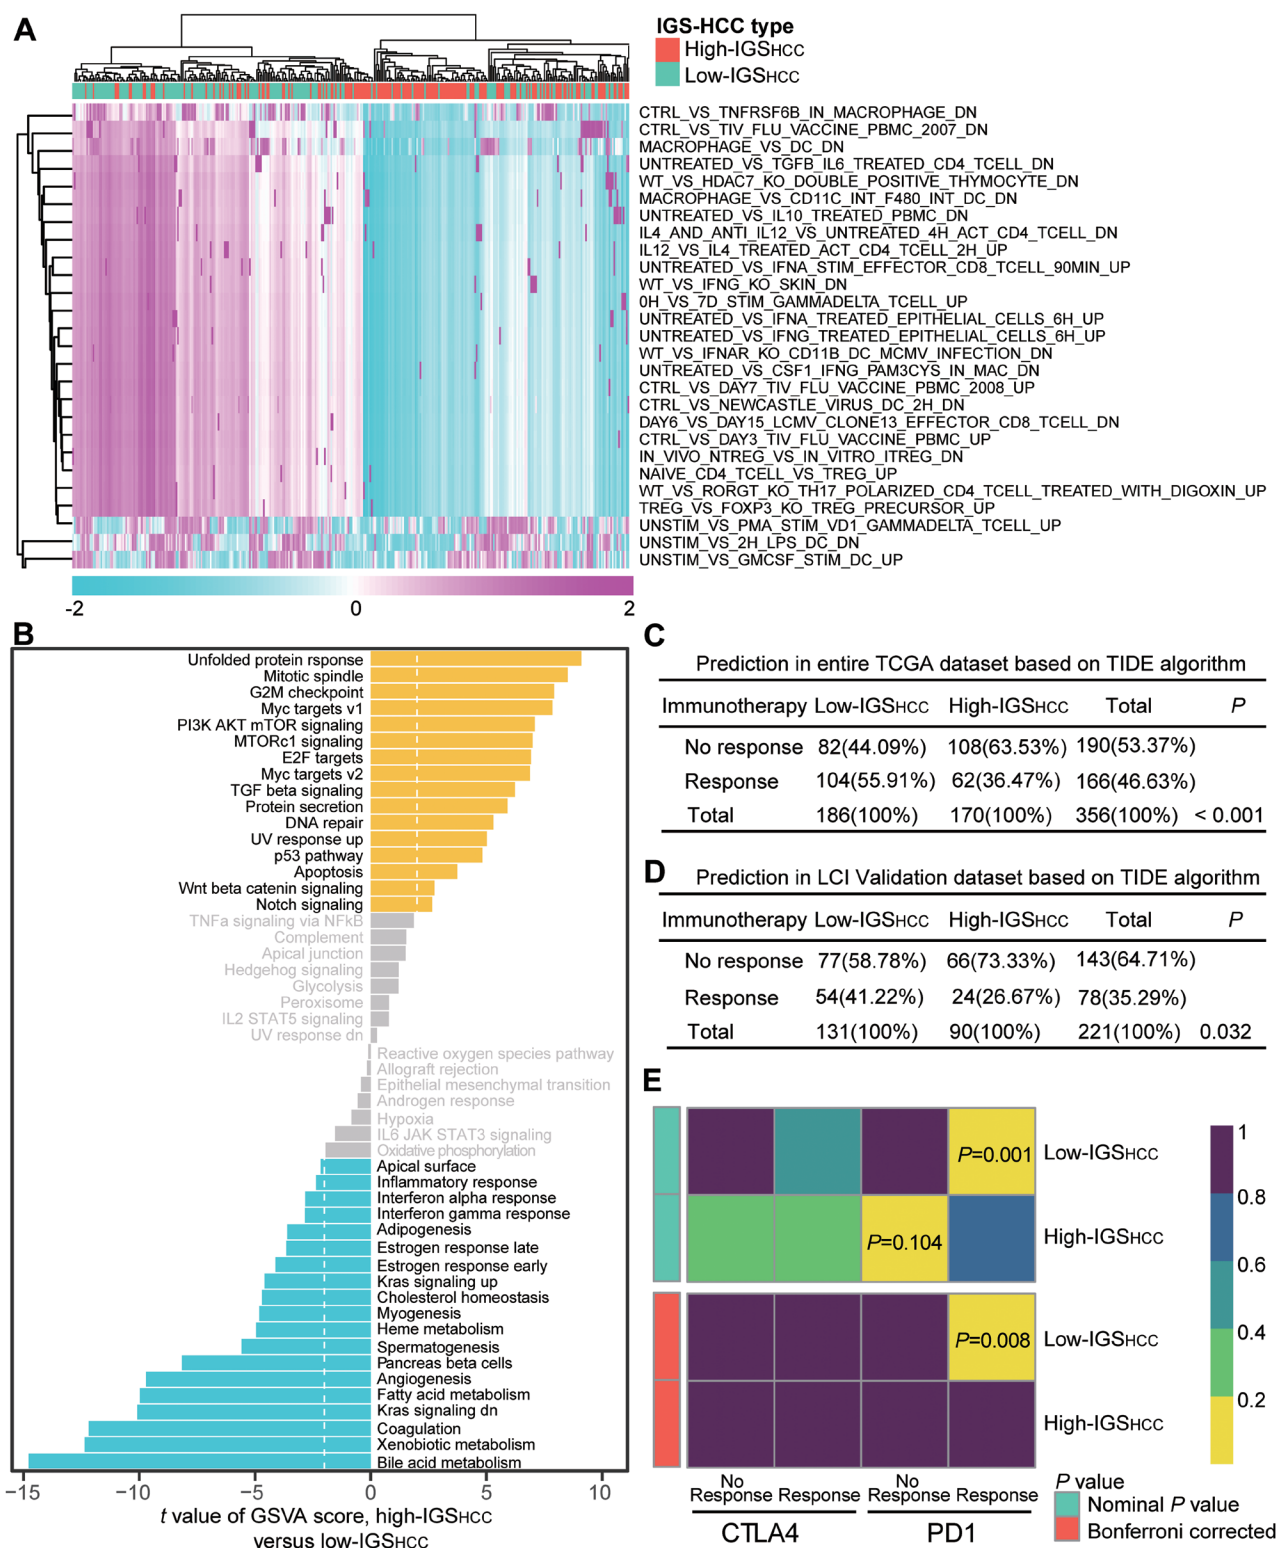 A
IGS-HCC type
High-IGSHCC
Low-IGSHCC
CTRL_VS_TNFRSF6B_IN_MACROPHAGE_DN
CTRL_VS_TIV_FLU_VACCINE_PBMC_2007_DN
MACROPHAGE_VS_DC_DN
UNTREATED_VS_TGFB_IL6_TREATED_CD4_TCELL_DN
WT_VS_HDAC7_KO_DOUBLE_POSITIVE_THYMOCYTE_DN
MACROPHAGE_VS_CD11C_INT_F480_INT_DC_DN
UNTREATED_VS_IL10_TREATED_PBMC_DN
IL4_AND_ANTI_IL12_VS_UNTREATED_4H_ACT_CD4_TCELL_DN
IL12_VS_IL4_TREATED_ACT_CD4_TCELL_2H_UP
UNTREATED_VS_IFNA_STIM_EFFECTOR_CD8_TCELL_90MIN_UP
WT_VS_IFNG_KO_SKIN_DN
0H_VS_7D_STIM_GAMMADELTA_TCELL_UP
UNTREATED_VS_IFNA_TREATED_EPITHELIAL_CELLS_6H_UP
UNTREATED_VS_IFNG_TREATED_EPITHELIAL_CELLS_6H_UP
WT_VS_IFNAR_KO_CD11B_DC_MCMV_INFECTION_DN
UNTREATED_VS_CSF1_IFNG_PAM3CYS_IN_MAC_DN
CTRL_VS_DAY7_TIV_FLU_VACCINE_PBMC_2008_UP
CTRL_VS_NEWCASTLE_VIRUS_DC_2H_DN
DAY6_VS_DAY15_LCMV_CLONE13_EFFECTOR_CD8_TCELL_DN
CTRL_VS_DAY3_TIV_FLU_VACCINE_PBMC_UP
IN_VIVO_NTREG_VS_IN_VITRO_ITREG_DN
NAIVE_CD4_TCELL_VS_TREG_UP
WT_VS_RORGT_KO_TH17_POLARIZED_CD4_TCELL_TREATED_WITH_DIGOXIN_UP
TREG_VS_FOXP3_KO_TREG_PRECURSOR_UP
UNSTIM_VS_PMA_STIM_VD1_GAMMADELTA_TCELL_UP
UNSTIM_VS_2H_LPS_DC_DN
UNSTIM_VS_GMCSF_STIM_DC_UP
-2 0 2
B
Unfolded protein rsponse
Mitotic spindle
G2M checkpoint
Myc targets v1
PI3K AKT mTOR signaling
MTORc1 signaling
E2F targets
Myc targets v2
TGF beta signaling
Protein secretion
DNA repair
UV response up
p53 pathway
Apoptosis
Wnt beta catenin signaling
Notch signaling
TNFa signaling via NFkB
Complement
Apical junction
Hedgehog signaling
Glycolysis
Peroxisome
IL2 STAT5 signaling
UV response dn
Reactive oxygen species pathway
Allograft rejection
Epithelial mesenchymal transition
Androgen response
Hypoxia
IL6 JAK STAT3 signaling
Oxidative phosphorylation
Apical surface
Inflammatory response
Interferon alpha response
Interferon gamma response
Adipogenesis
Estrogen response late
Estrogen response early
Kras signaling up
Cholesterol homeostasis
Myogenesis
Heme metabolism
Spermatogenesis
Pancreas beta cells
Angiogenesis
Fatty acid metabolism
Kras signaling dn
Coagulation
Xenobiotic metabolism
Bile acid metabolism
−15 −10 −5 0 5 10
t value of GSVA score, high-IGSHCC
versus low-IGSHCC
C
Prediction in entire TCGA dataset based on TIDE algorithm
Immunotherapy Low-IGSHCC High-IGSHCC Total P
No response 82(44.09%) 108(63.53%) 190(53.37%)
Response 104(55.91%) 62(36.47%) 166(46.63%)
Total 186(100%) 170(100%) 356(100%) < 0.001
D
Prediction in LCI Validation dataset based on TIDE algorithm
Immunotherapy Low-IGSHCC High-IGSHCC Total P
No response 77(58.78%) 66(73.33%) 143(64.71%)
Response 54(41.22%) 24(26.67%) 78(35.29%)
Total 131(100%) 90(100%) 221(100%) 0.032
E
P=0.001 Low-IGSHCC
P=0.104 High-IGSHCC
P=0.008 Low-IGSHCC
High-IGSHCC
1
0.8
0.6
0.4
0.2
No Response Response No Response Response
CTLA4 PD1
P value
Nominal P value
Bonferroni corrected